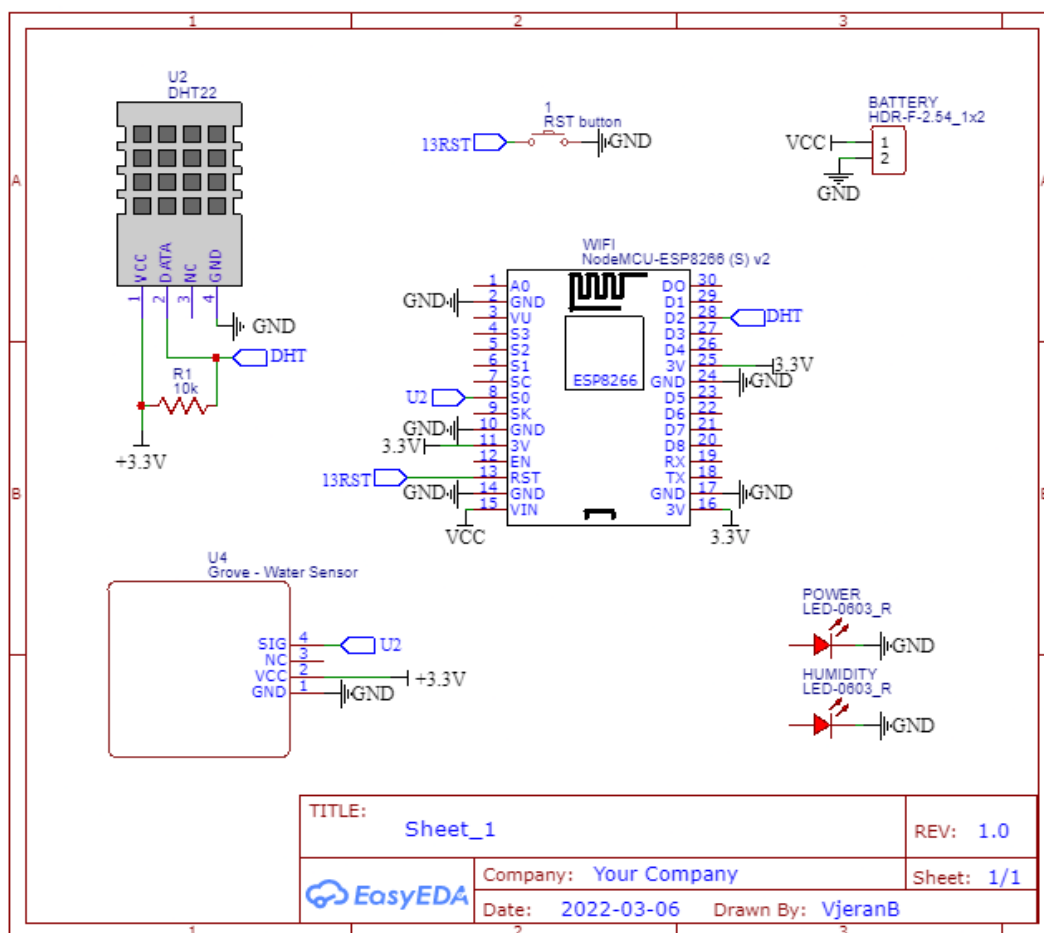 1 2 3
A
A
B
B
U2
DHT22
VCC
DATA
NC
GND
1 2 3 4
GND
DHT
R1
10k
+3.3V
1
RST button
13RST
GND
BATTERY
HDR-F-2.54_1x2
VCC
1
2
GND
WIFI
NodeMCU-ESP8266 (S) v2
ESP8266
1 A0
GND 2 GND
3 VU
4 S3
5 S2
6 S1
7 SC
U2 8 S0
9 SK
GND 10 GND
3.3V 11 3V
12 EN
13RST 13 RST
GND 14 GND
VCC 15 VIN
D0 30
D1 29
D2 28 DHT
D3 27
D4 26
3V 25 3.3V
GND 24 GND
D5 23
D6 22
D7 21
D8 20
RX 19
TX 18
GND 17 GND
3V 16
3.3V
U4
Grove - Water Sensor
SIG 4 U2
NC 3
VCC 2 +3.3V
GND 1 GND
POWER
LED-0603_R
GND
HUMIDITY
LED-0603_R
GND
TITLE:
Sheet_1
REV: 1.0
EasyEDA
Company: Your Company
Sheet: 1/1
Date: 2022-03-06 Drawn By: VjeranB
1 2 3